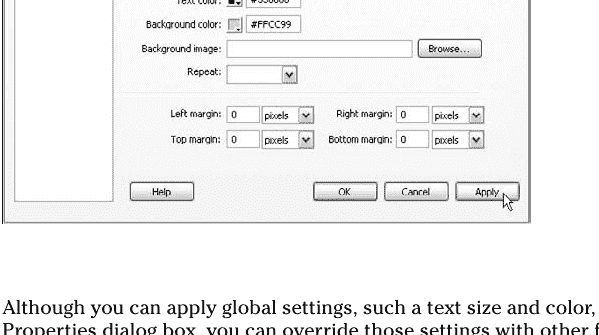 Text color:
Background color: #FFCC99
Background image: Browse...
Repeat:
Left margin: 0 pixels Right margin: 0 pixels
Top margin: 0 pixels Bottom margin: 0 pixels
Help OK Cancel Apply
Although you can apply global settings, such a text size and color,
Properties dialog box, you can override those settings with other